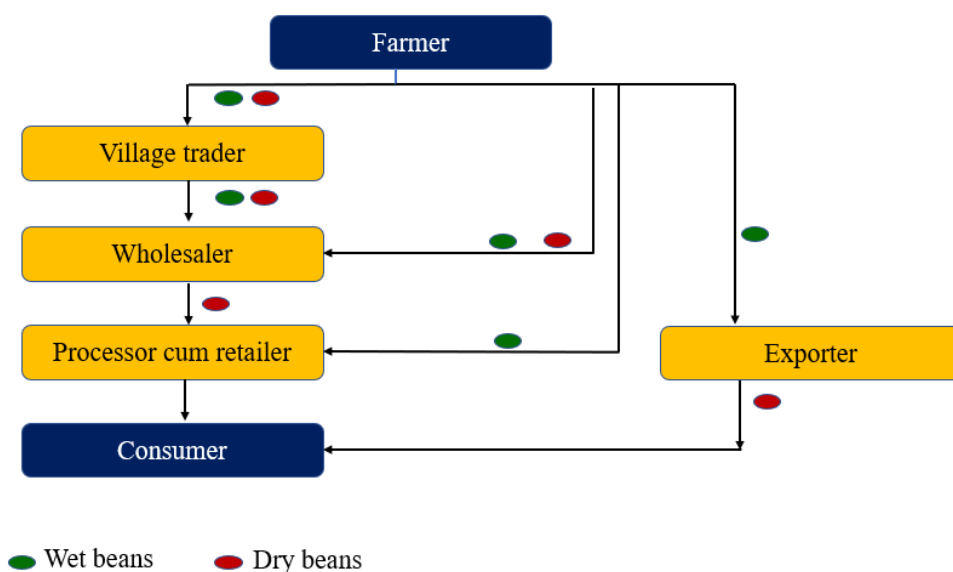 Farmer
Village trader
Wholesaler
Processor cum retailer
Exporter
Consumer
Wet beans
Dry beans